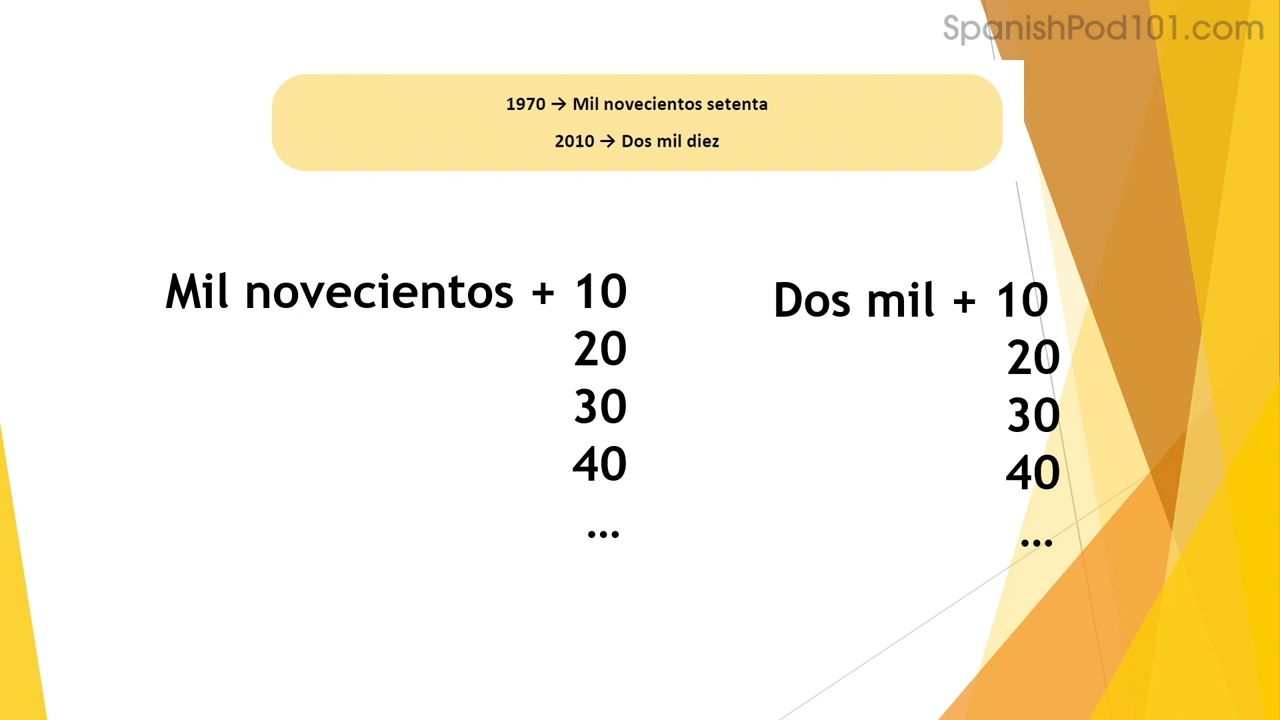 SpanishPod101.com
1970 → Mil novecientos setenta
2010 → Dos mil diez
Mil novecientos + 10
20
30
40
...
Dos mil + 10
20
30
40
...